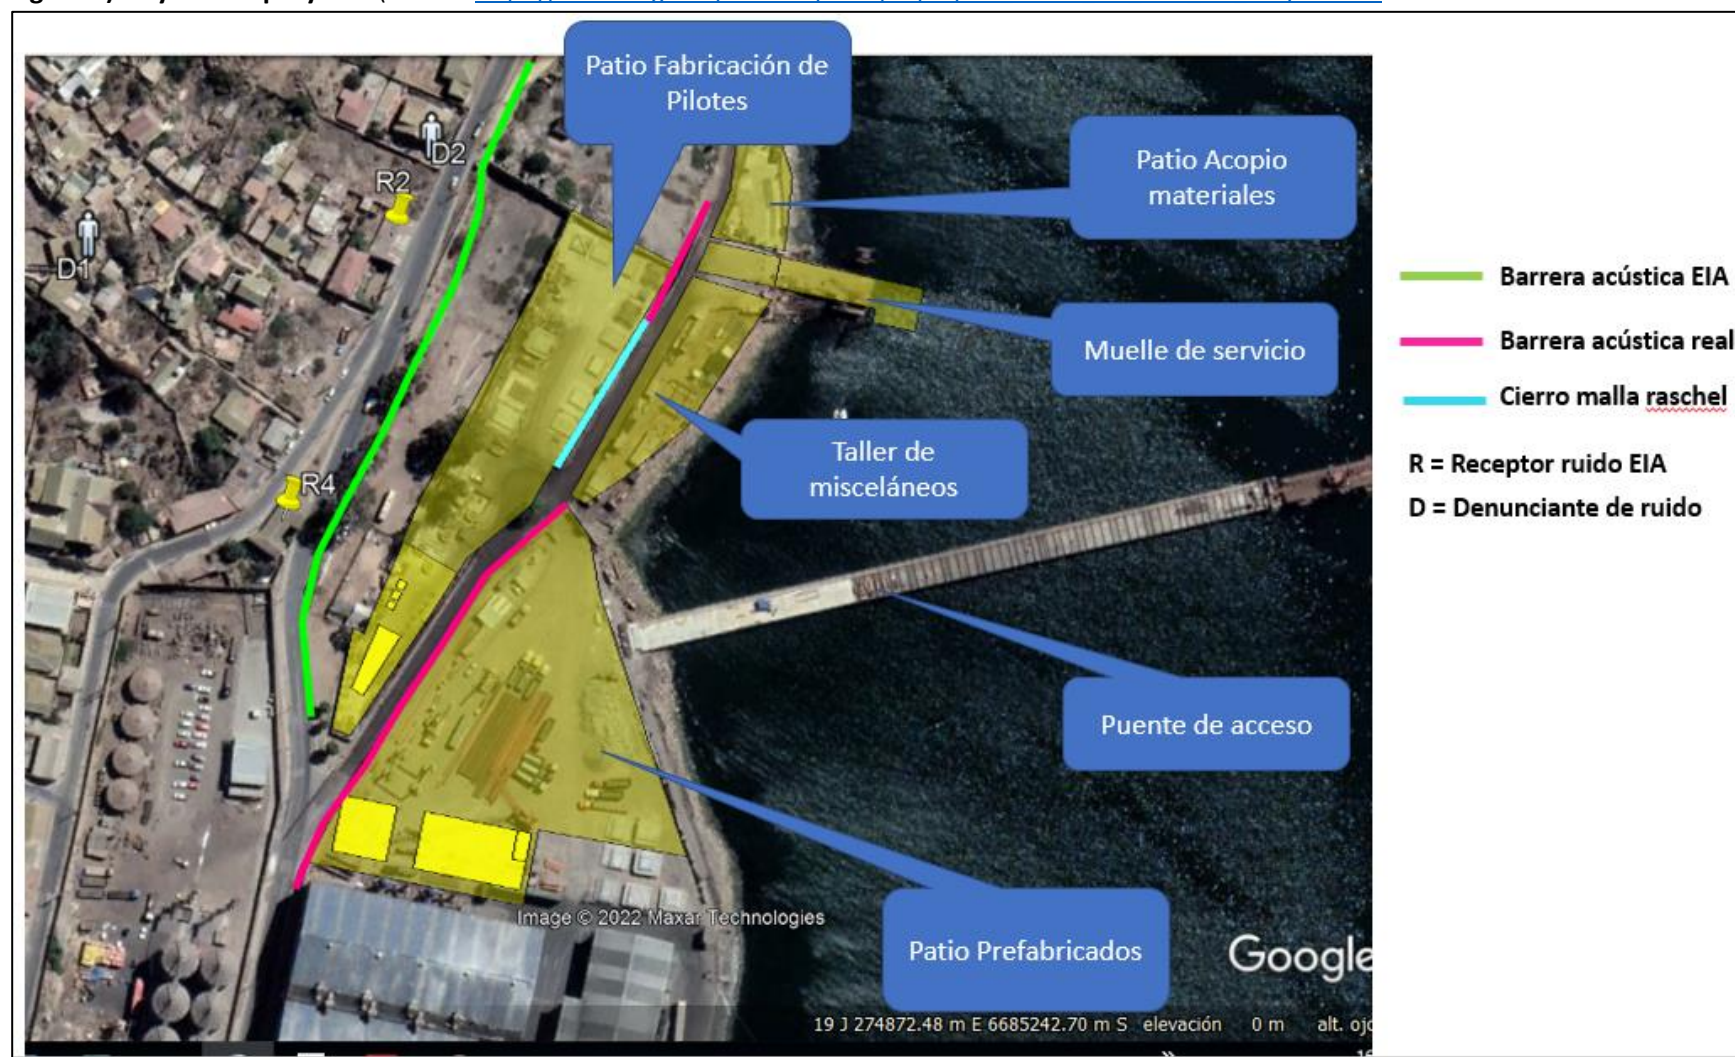 Patio Fabricación de
Pilotes
Patio Acopio
materiales
D2
R2
D1
Barrera acústica EIA
Muelle de servicio
Barrera acústica real
Cierro malla raschel
Taller de
misceláneos
R = Receptor ruido EIA
R4
D = Denunciante de ruido
Puente de acceso
Image © 2022 Maxar Technologies
Patio Prefabricados
Google
19 J 274872.48 m E 6685242.70 m S elevación 0 m alt. ojo